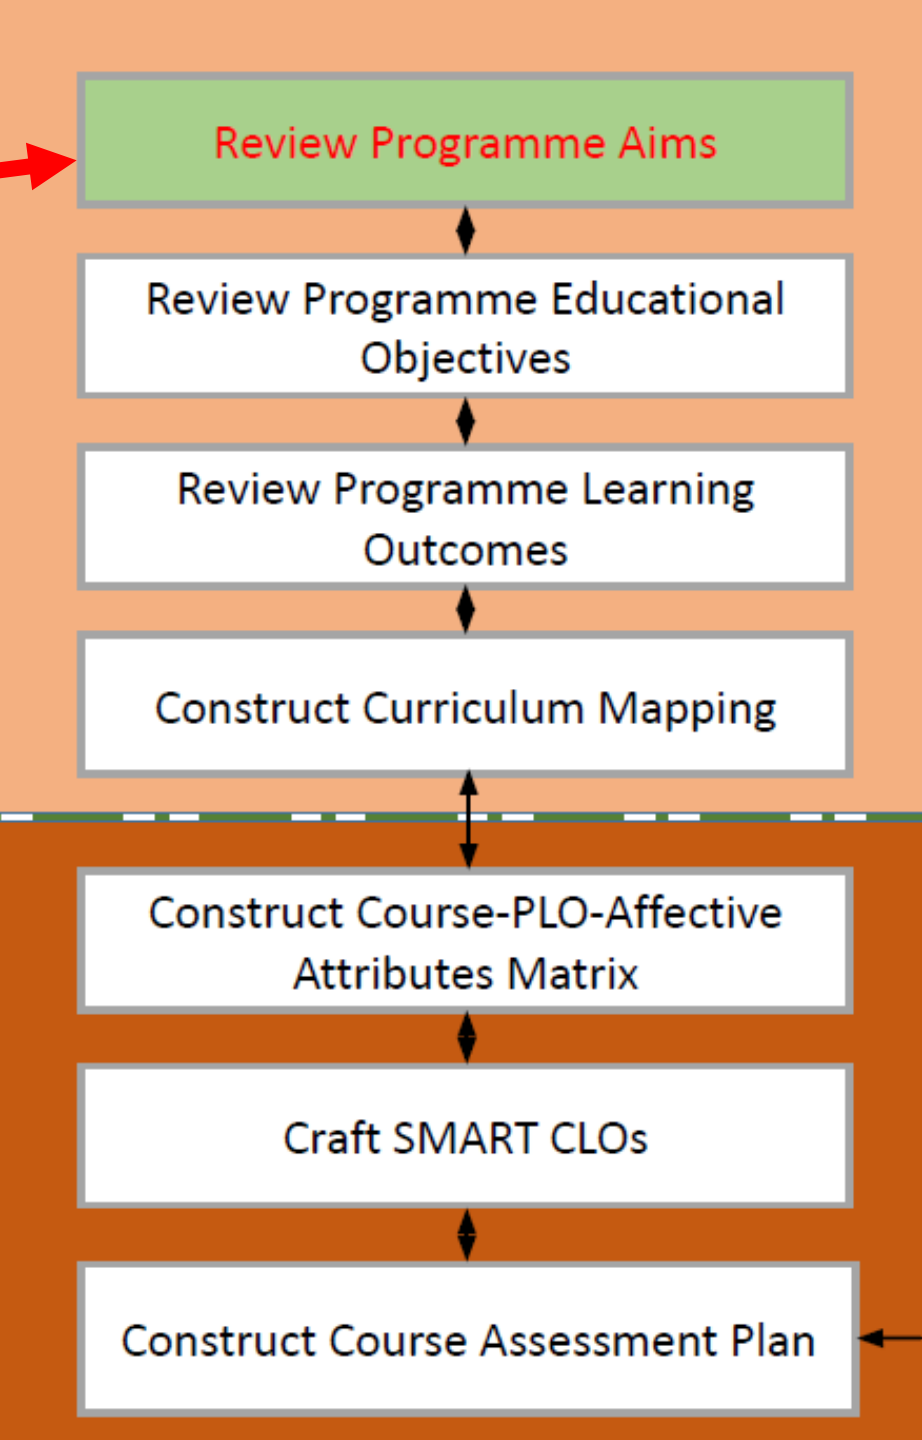 Review Programme Aims
Review Programme Educational
Objectives
Review Programme Learning
Outcomes
Construct Curriculum Mapping
Construct Course-PLO-Affective
Attributes Matrix
Craft SMART CLOs
Construct Course Assessment Plan